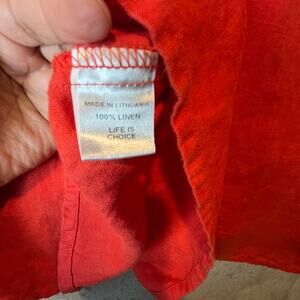 MADE IN LITHUANIA
100% LINEN
LIFE IS
CHOICE